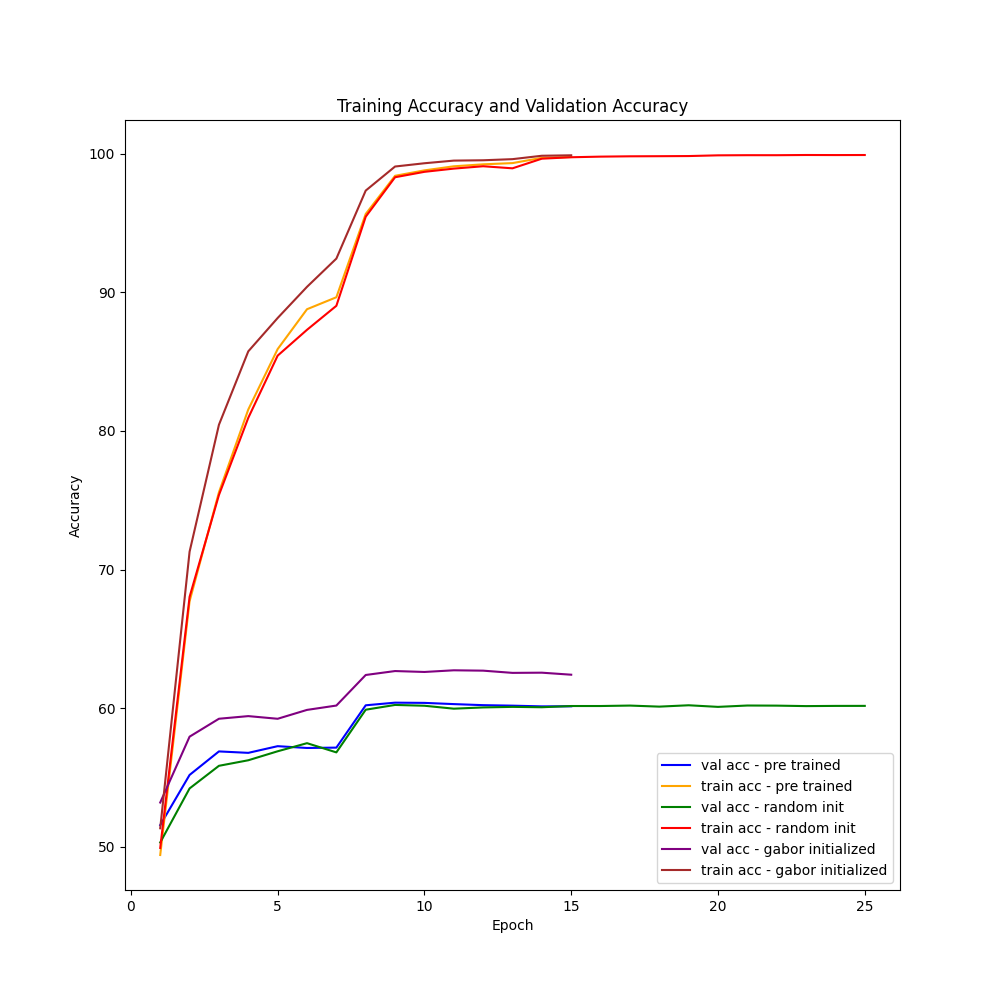 Training Accuracy and Validation Accuracy
100
90
80
70
60
50
Accuracy
0
5
10
15
20
25
Epoch
val acc - pre trained
train acc - pre trained
val acc - random init
train acc - random init
val acc - gabor initialized
train acc - gabor initialized